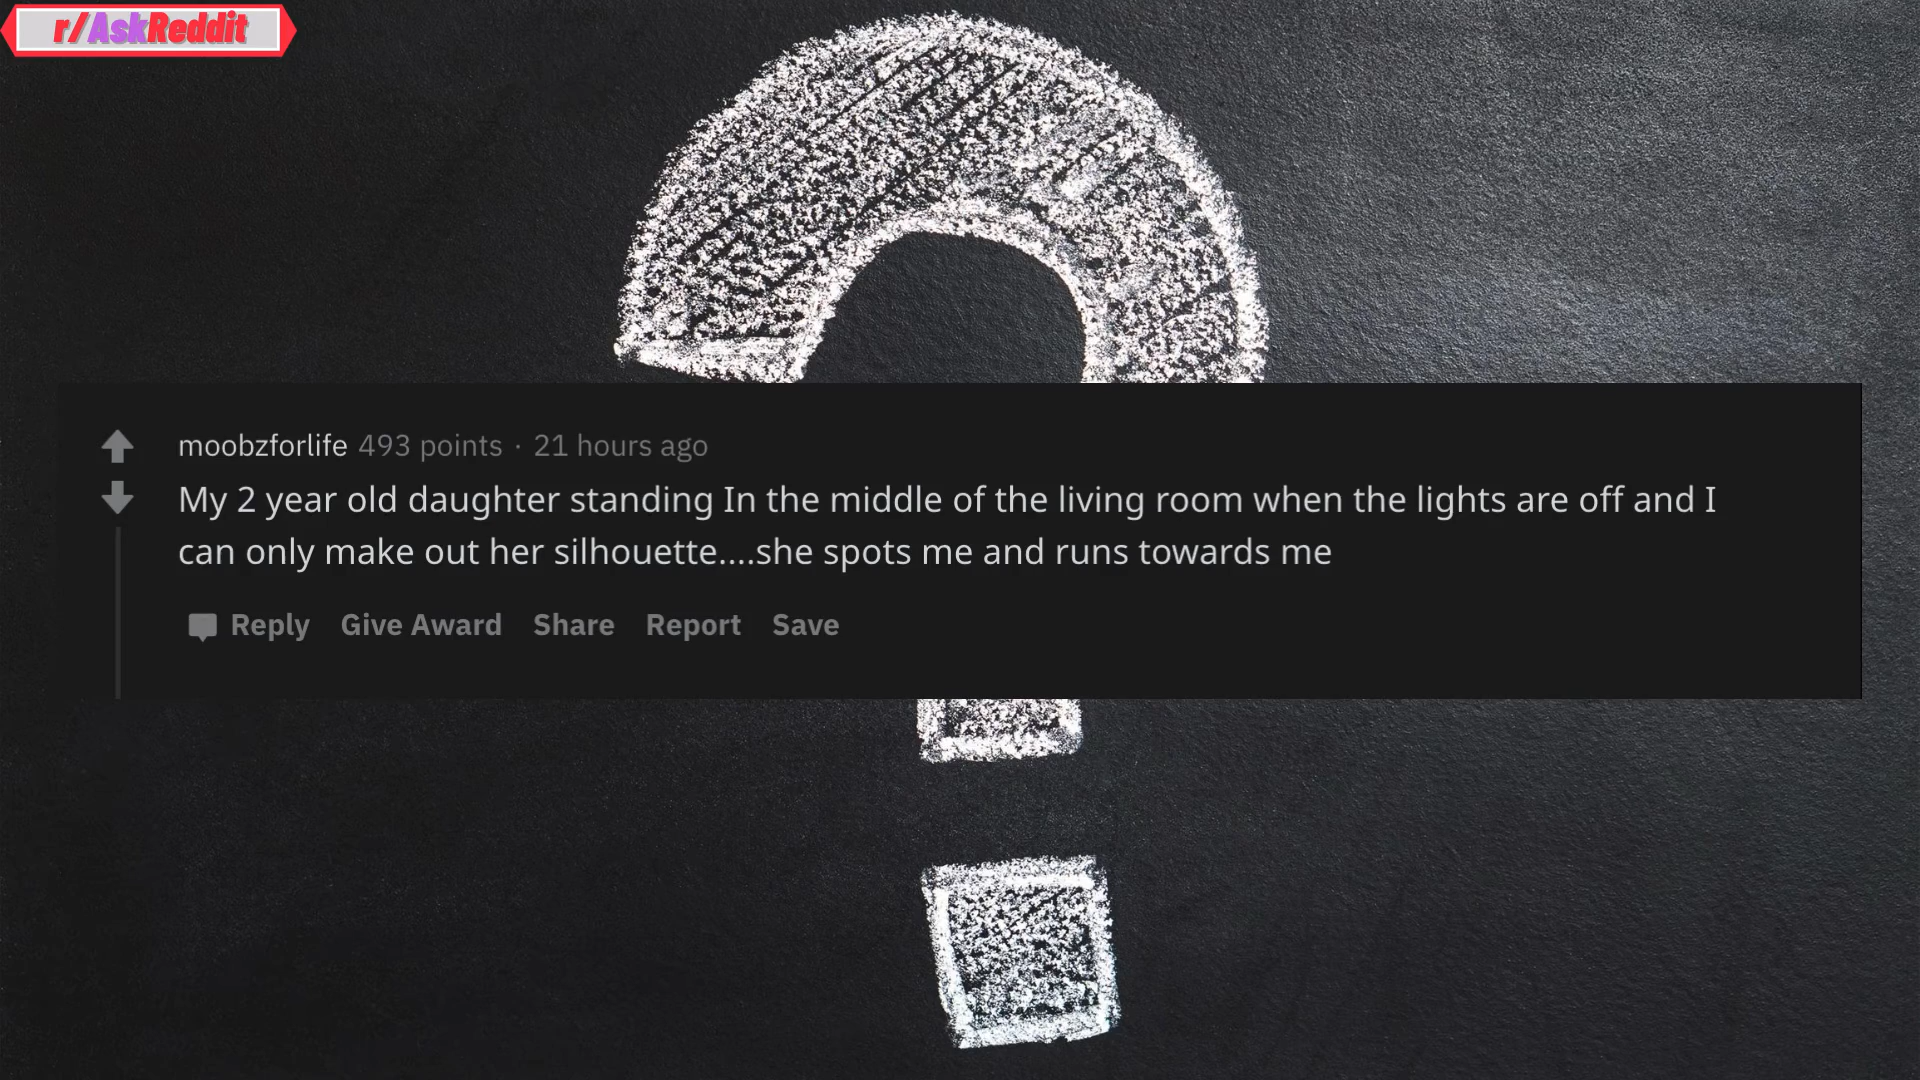 r/AskReddit
moobzforlife 493 points · 21 hours ago
My 2 year old daughter standing In the middle of the living room when the lights are off and I
can only make out her silhouette....she spots me and runs towards me
Reply Give Award Share Report Save